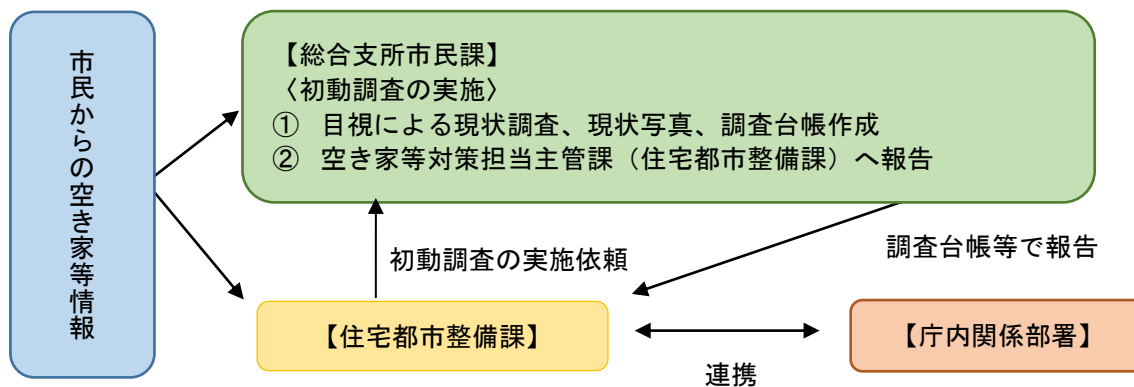 市民からの空き家等情報
【総合支所市民課】
〈初動調査の実施〉
① 目視による現状調査、現状写真、調査台帳作成
② 空き家等対策担当主管課(住宅都市整備課)へ報告
初動調査の実施依頼
調査台帳等で報告
【住宅都市整備課】
連携
【庁内関係部署】